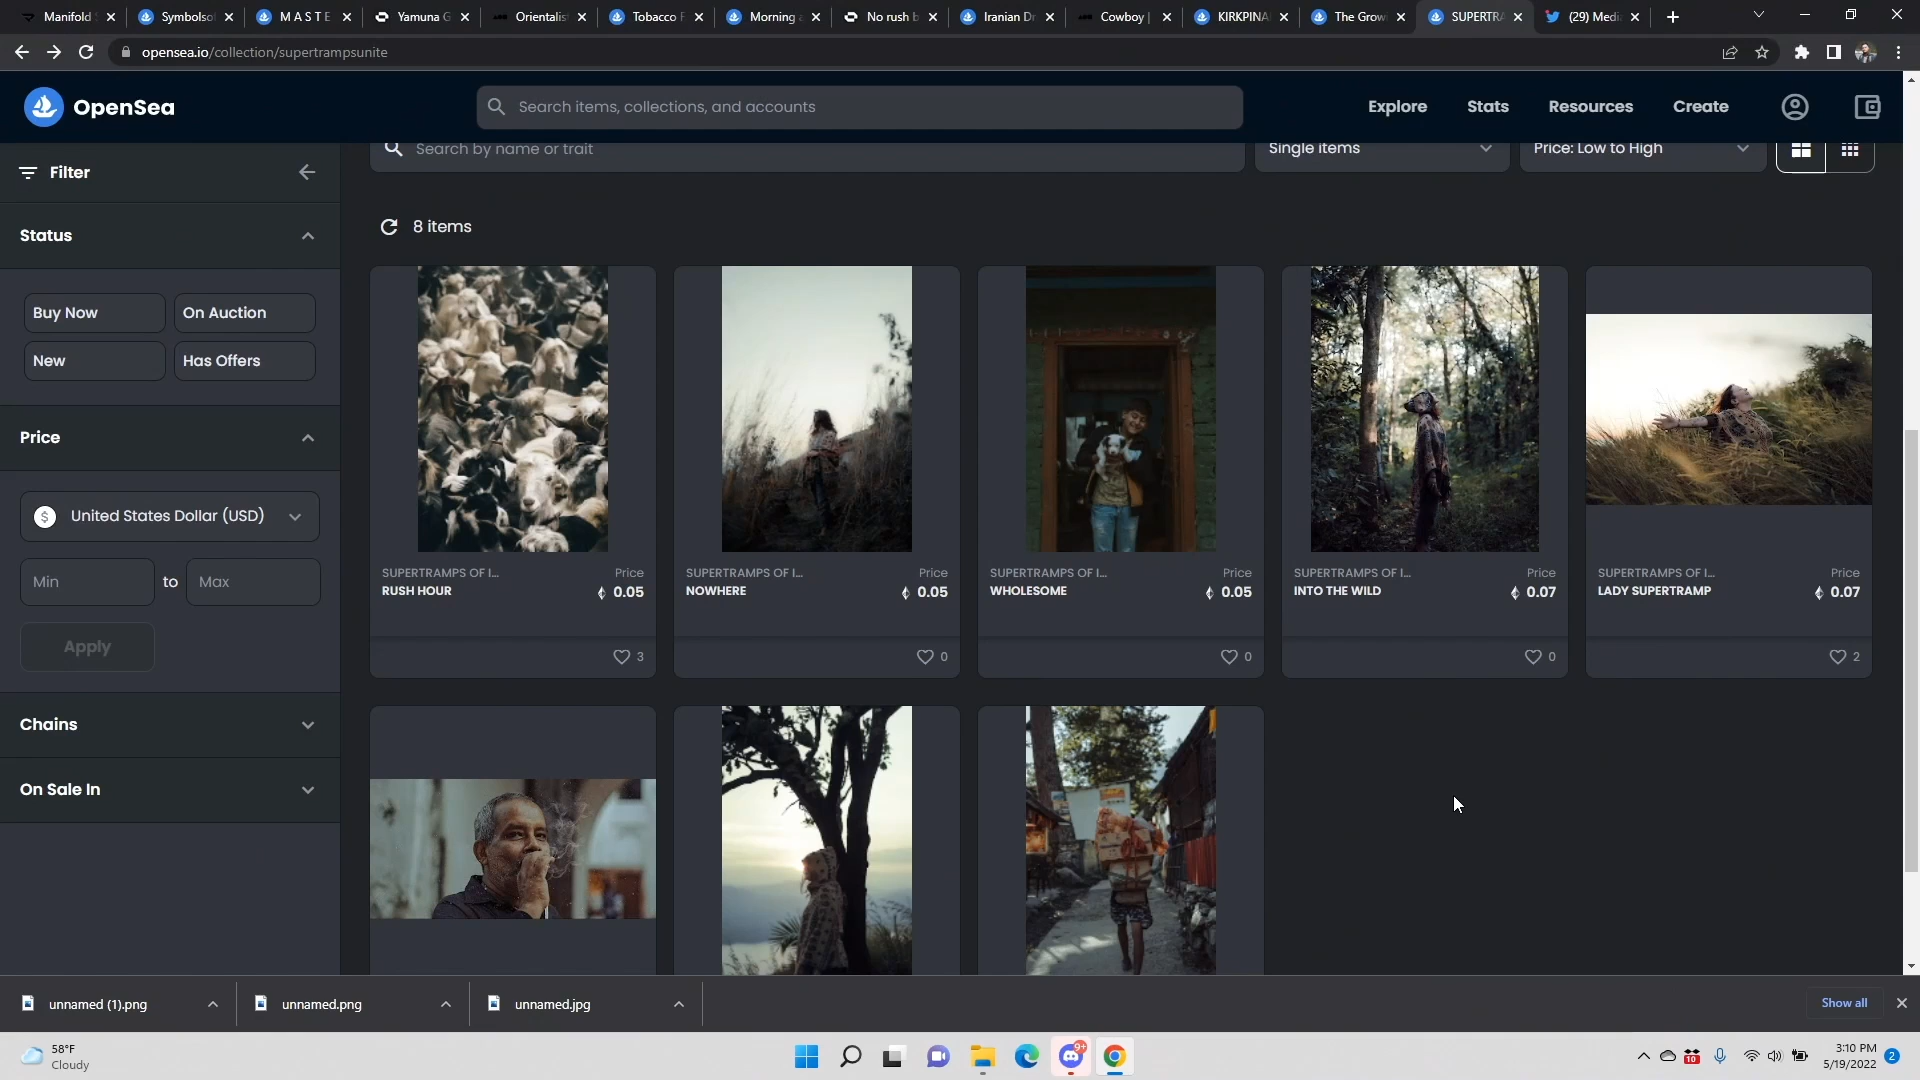 Manifold
Symbolso
M A S T E
Yamuna G
Orientalis
Tobacco F
Morning a
No rush b
Iranian Dr
Cowboy |
KIRKPINA
The Grow
SUPERTRA
(29) Medi
opensea.io/collection/supertrampsunite
OpenSea
Search items, collections, and accounts
Explore
Stats
Resources
Create
Filter
Search by name or trait
Single items
Price: Low to High
8 items
Status
Buy Now
On Auction
New
Has Offers
Price
United States Dollar (USD)
Min
to
Max
Apply
Chains
On Sale In
SUPERTRAMPS OF I... Price
RUSH HOUR 0.05
3
SUPERTRAMPS OF I... Price
NOWHERE 0.05
0
SUPERTRAMPS OF I... Price
WHOLESOME 0.05
0
SUPERTRAMPS OF I... Price
INTO THE WILD 0.07
0
SUPERTRAMPS OF I... Price
LADY SUPERTRAMP 0.07
2
unnamed (1).png
unnamed.png
unnamed.jpg
Show all
58°F
Cloudy
9+
10
3:10 PM
5/19/2022
2